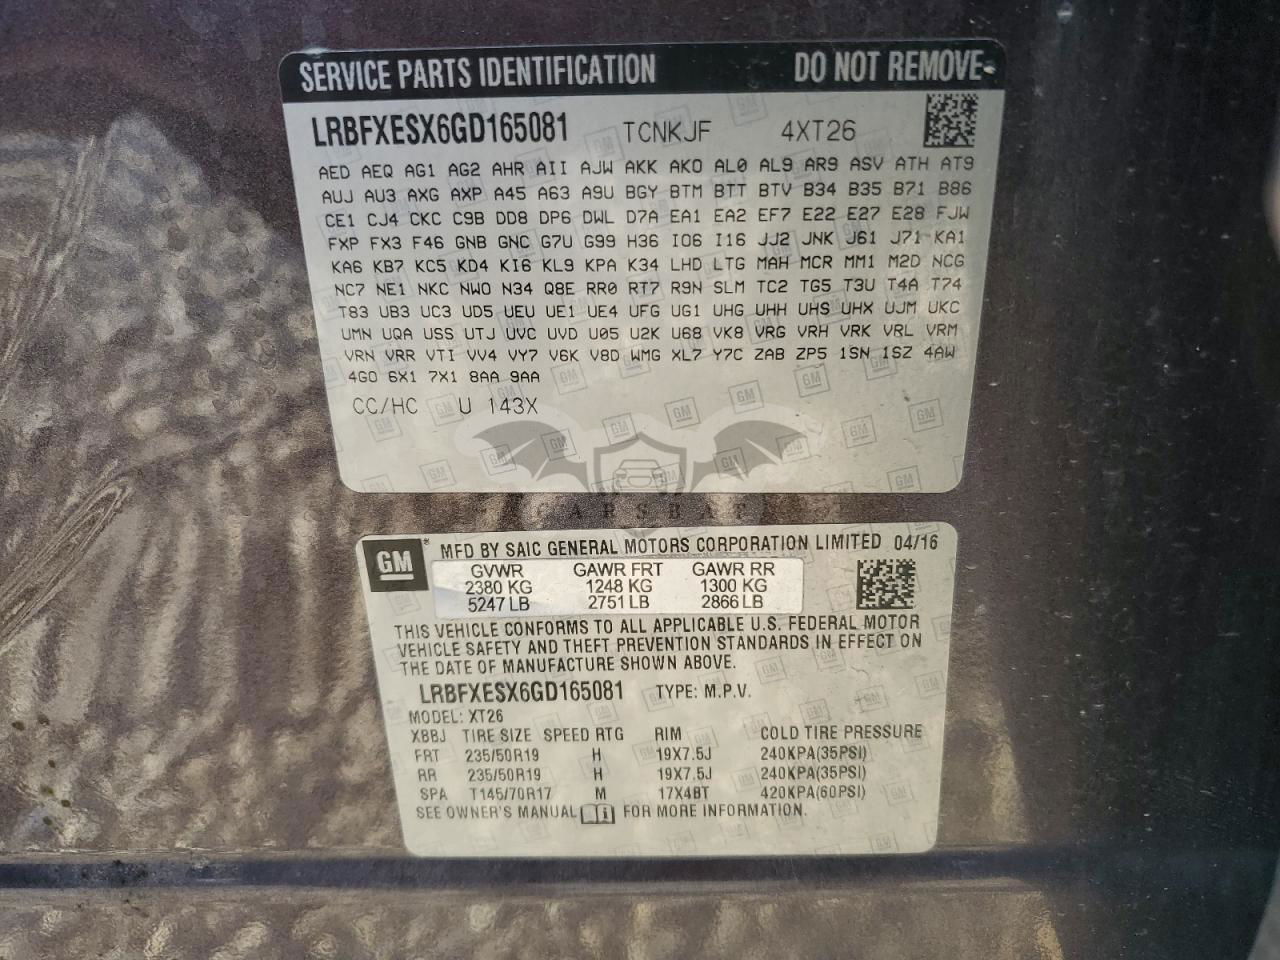 SERVICE PARTS IDENTIFICATION DO NOT REMOVE
LRBFXESX6GD165081 TCNKJF 4XT26
AED AEQ AG1 AG2 AHR AII AJW AKK AKO AL0 AL9 AR9 ASV ATH AT9
AUJ AU3 AXG AXP A45 A63 A9U BGY BTM BTT BTV B34 B35 B71 B86
CE1 CJ4 CKC C9B DD8 DP6 DWL D7A EA1 EA2 EF7 E22 E27 E28 FJW
FXP FX3 F46 GNB GNC G7U G99 H36 IO6 I16 JJ2 JNK J61 J71 KA1
KA6 KB7 KC5 KD4 KI6 KL9 KPA K34 LHD LTG MAH MCR MM1 M2D NCG
NC7 NE1 NKC NWO N34 Q8E RR0 RT7 R9N SLM TC2 TG5 T3U T4A T74
T83 UB3 UC3 UD5 UEU UE1 UE4 UFG UG1 UHG UHH UHS UHX UJM UKC
UMN UQA USS UTJ UVC UVD U05 U2K U68 VK8 VRG VRH VRK VRL VRM
VRN VRR VTI VV4 VY7 V6K V8D WMG XL7 Y7C ZAB ZP5 1SN 1SZ 4AW
4GO 6X1 7X1 8AA 9AA
CC/HC U 143X
CARSBAT
GM MFD BY SAIC GENERAL MOTORS CORPORATION LIMITED 04/16
GVWR GAWR FRT GAWR RR
2380 KG 1248 KG 1300 KG
5247 LB 2751 LB 2866 LB
THIS VEHICLE CONFORMS TO ALL APPLICABLE U.S. FEDERAL MOTOR
VEHICLE SAFETY AND THEFT PREVENTION STANDARDS IN EFFECT ON
THE DATE OF MANUFACTURE SHOWN ABOVE.
LRBFXESX6GD165081 TYPE: M.P.V.
MODEL: XT26
XBBJ TIRE SIZE SPEED RTG RIM COLD TIRE PRESSURE
FRT 235/50R19 H 19X7.5J 240KPA(35PSI)
RR 235/50R19 H 19X7.5J 240KPA(35PSI)
SPA T145/70R17 M 17X4BT 420KPA(60PSI)
SEE OWNER'S MANUAL FOR MORE INFORMATION.